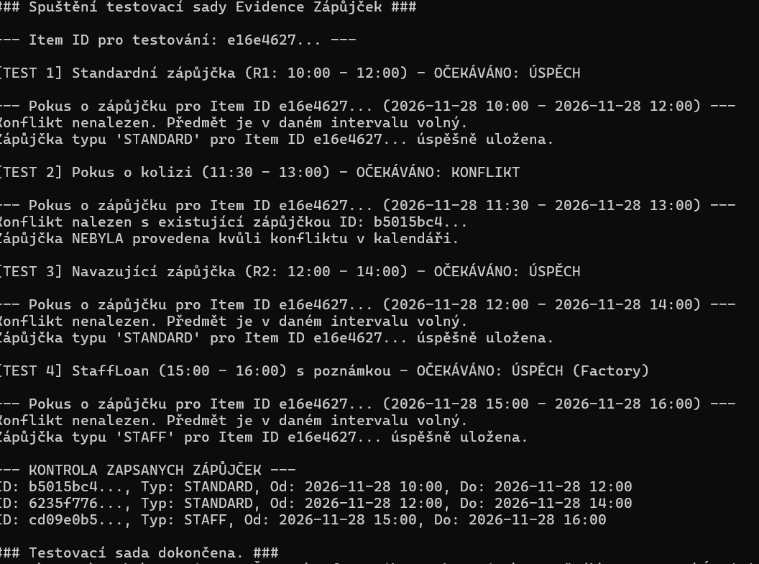 ### Spuštění testovací sady Evidence Zápůjček ###
--- Item ID pro testování: e16e4627... ---
[TEST 1] Standardní zápůjčka (R1: 10:00 - 12:00) - OČEKÁVÁNO: ÚSPĚCH
--- Pokus o zápůjčku pro Item ID e16e4627... (2026-11-28 10:00 - 2026-11-28 12:00) ---
Konflikt nenalezen. Předmět je v daném intervalu volný.
Zápůjčka typu 'STANDARD' pro Item ID e16e4627... úspěšně uložena.
[TEST 2] Pokus o kolizi (11:30 - 13:00) - OČEKÁVÁNO: KONFLIKT
--- Pokus o zápůjčku pro Item ID e16e4627... (2026-11-28 11:30 - 2026-11-28 13:00) ---
Konflikt nalezen s existující zápůjčkou ID: b5015bc4...
Zápůjčka NEBYLA provedena kvůli konfliktu v kalendáři.
[TEST 3] Navazující zápůjčka (R2: 12:00 - 14:00) - OČEKÁVÁNO: ÚSPĚCH
--- Pokus o zápůjčku pro Item ID e16e4627... (2026-11-28 12:00 - 2026-11-28 14:00) ---
Konflikt nenalezen. Předmět je v daném intervalu volný.
Zápůjčka typu 'STANDARD' pro Item ID e16e4627... úspěšně uložena.
[TEST 4] StaffLoan (15:00 - 16:00) s poznámkou - OČEKÁVÁNO: ÚSPĚCH (Factory)
--- Pokus o zápůjčku pro Item ID e16e4627... (2026-11-28 15:00 - 2026-11-28 16:00) ---
Konflikt nenalezen. Předmět je v daném intervalu volný.
Zápůjčka typu 'STAFF' pro Item ID e16e4627... úspěšně uložena.
--- KONTROLA ZAPSANYCH ZÁPŮJČEK ---
ID: b5015bc4..., Typ: STANDARD, Od: 2026-11-28 10:00, Do: 2026-11-28 12:00
ID: 6235f776..., Typ: STANDARD, Od: 2026-11-28 12:00, Do: 2026-11-28 14:00
ID: cd09e0b5..., Typ: STAFF, Od: 2026-11-28 15:00, Do: 2026-11-28 16:00
### Testovací sada dokončena. ###